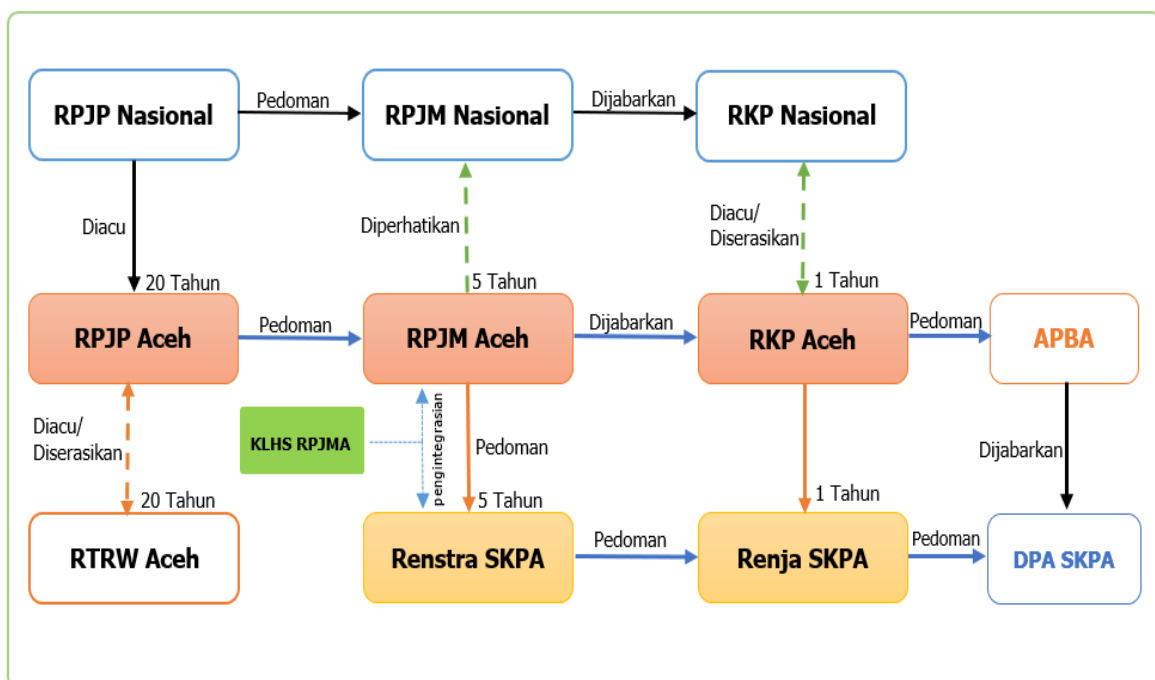 RPJP Nasional
Pedoman
RPJM Nasional
Dijabarkan
RKP Nasional
Diacu
Diperhatikan
Diacu/
Diserasikan
20 Tahun
5 Tahun
1 Tahun
RPJP Aceh
Pedoman
RPJM Aceh
Dijabarkan
RKP Aceh
Pedoman
APBA
Diacu/
Diserasikan
KLHS RPJMA
pengintegrasian
Pedoman
Dijabarkan
20 Tahun
5 Tahun
1 Tahun
RTRW Aceh
Renstra SKPA
Pedoman
Renja SKPA
Pedoman
DPA SKPA